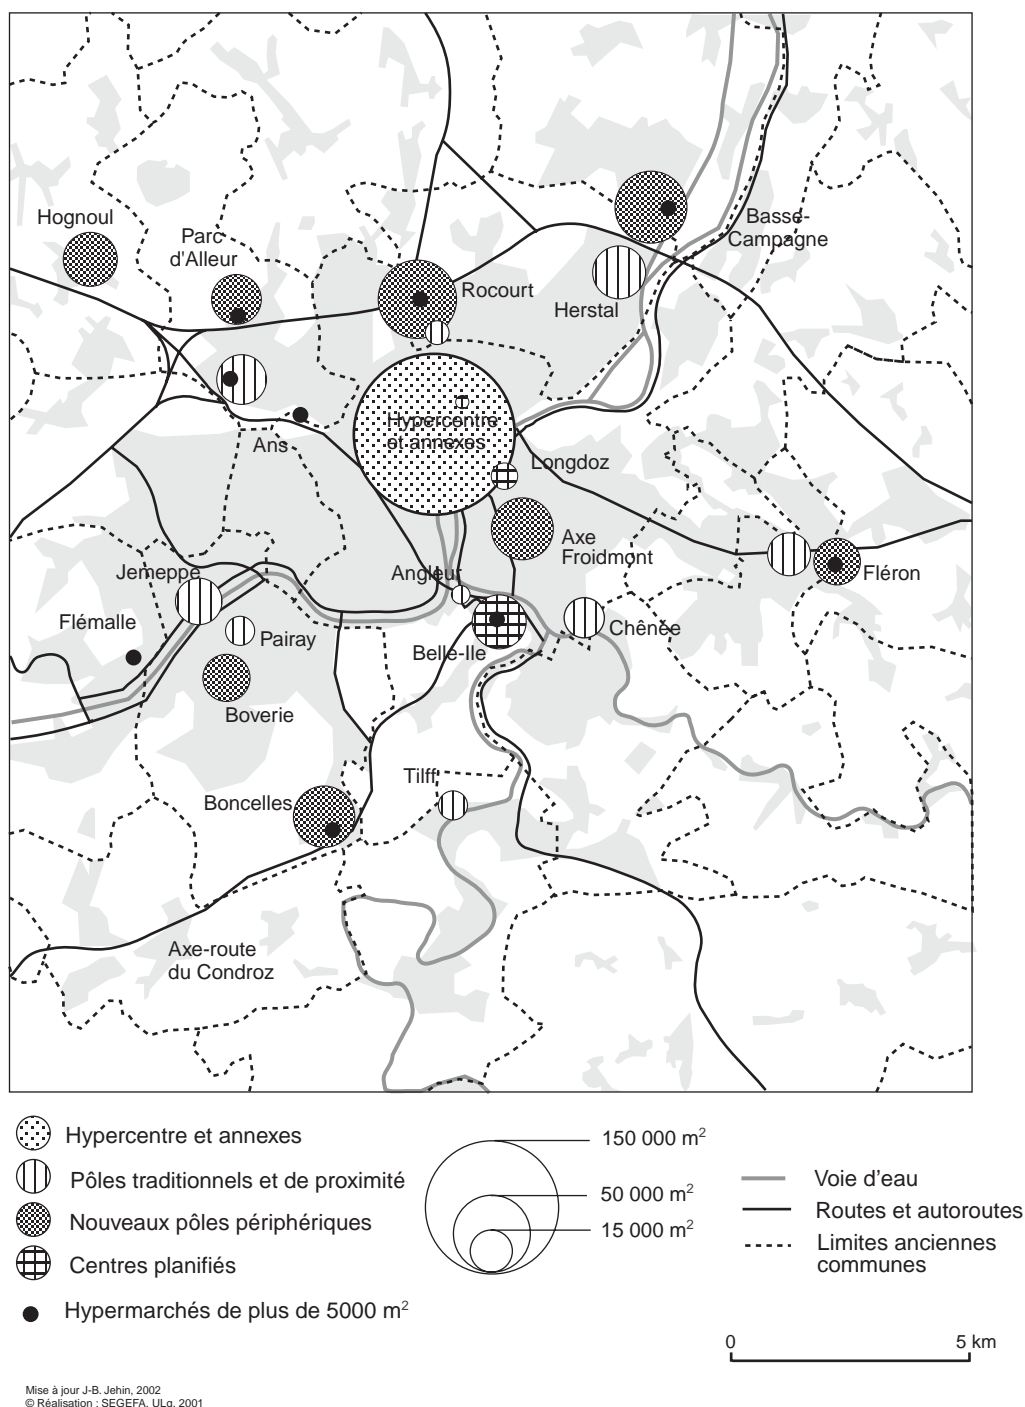 Hognoul
Parc
d'Alleur
Basse-
Campagne
Rocourt
Herstal
Hypercentre
et annexes
Ans
Longdoz
Axe
Froidmont
Fléron
Jemeppe
Angleur
Flémalle
Pairay
Chênée
Belle-Ile
Boverie
Tilff
Boncelles
Axe-route
du Condroz
Hypercentre et annexes
Pôles traditionnels et de proximité
Nouveaux pôles périphériques
Centres planifiés
Hypermarchés de plus de 5000 m²
150 000 m²
50 000 m²
15 000 m²
Voie d'eau
Routes et autoroutes
Limites anciennes
communes
0 5 km
Mise à jour J-B. Jehin, 2002
© Réalisation : SEGEFA, ULg, 2001